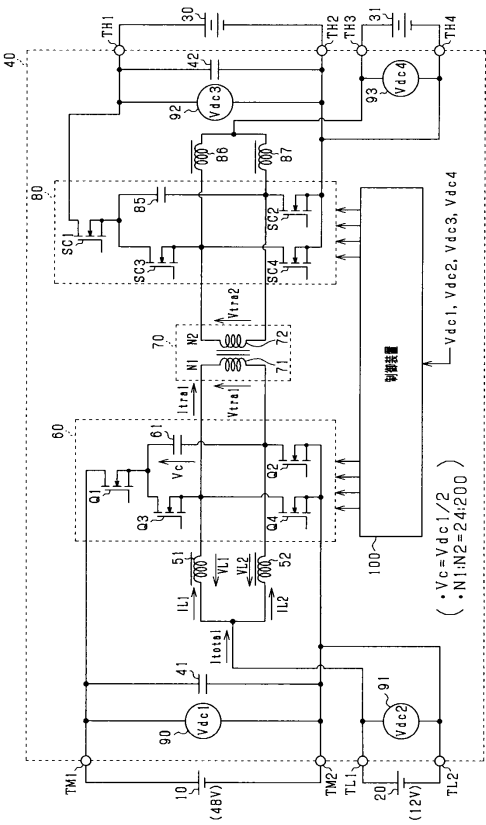 40
TH1
30
TH2
TH3
31
TH4
42
92
Vdc3
93
Vdc4
86
87
80
SC1
85
SC3
SC2
SC4
70
N2
Vtra2
72
N1
71
Itra1
Vtra1
60
Q1
Vc
61
Q3
Q2
Q4
制御装置
Vdc1, Vdc2, Vdc3, Vdc4
100
51
VL1
IL1
VL2
52
IL2
Itotal
・Vc=Vdc1/2
・N1:N2=24:200
41
90
Vdc1
91
Vdc2
TM1
10
(48V)
TM2
TL1
20
(12V)
TL2